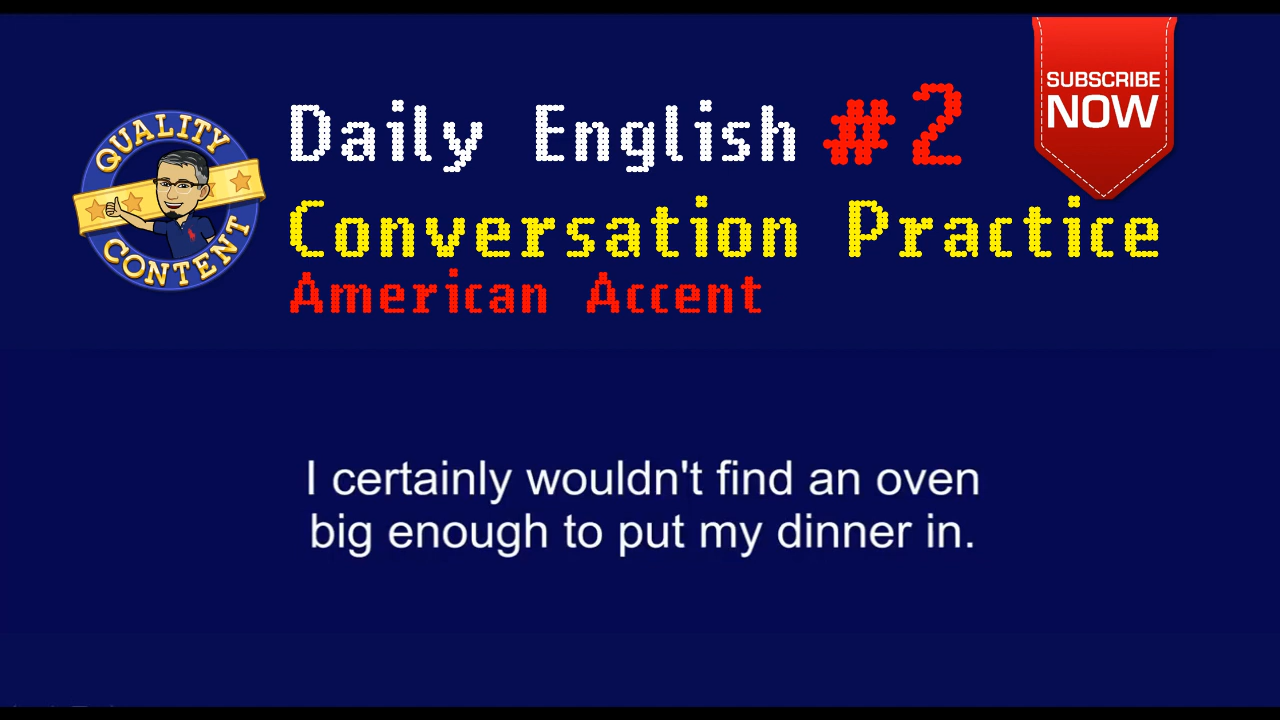 SUBSCRIBE
NOW
QUALITY
CONTENT
Daily English #2
Conversation Practice
American Accent
I certainly wouldn't find an oven
big enough to put my dinner in.